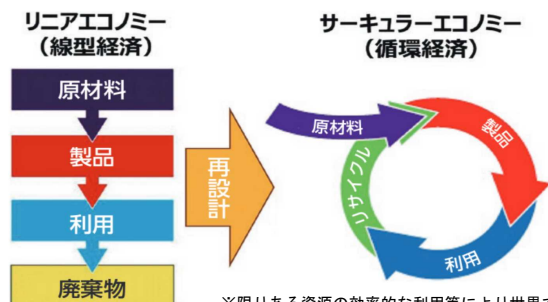 リニアエコノミー
(線型経済)
原材料
製品
利用
廃棄物
再設計
サーキュラーエコノミー
(循環経済)
原材料
製品
利用
リサイクル
※限りある資源の効率的な利用等により世界で